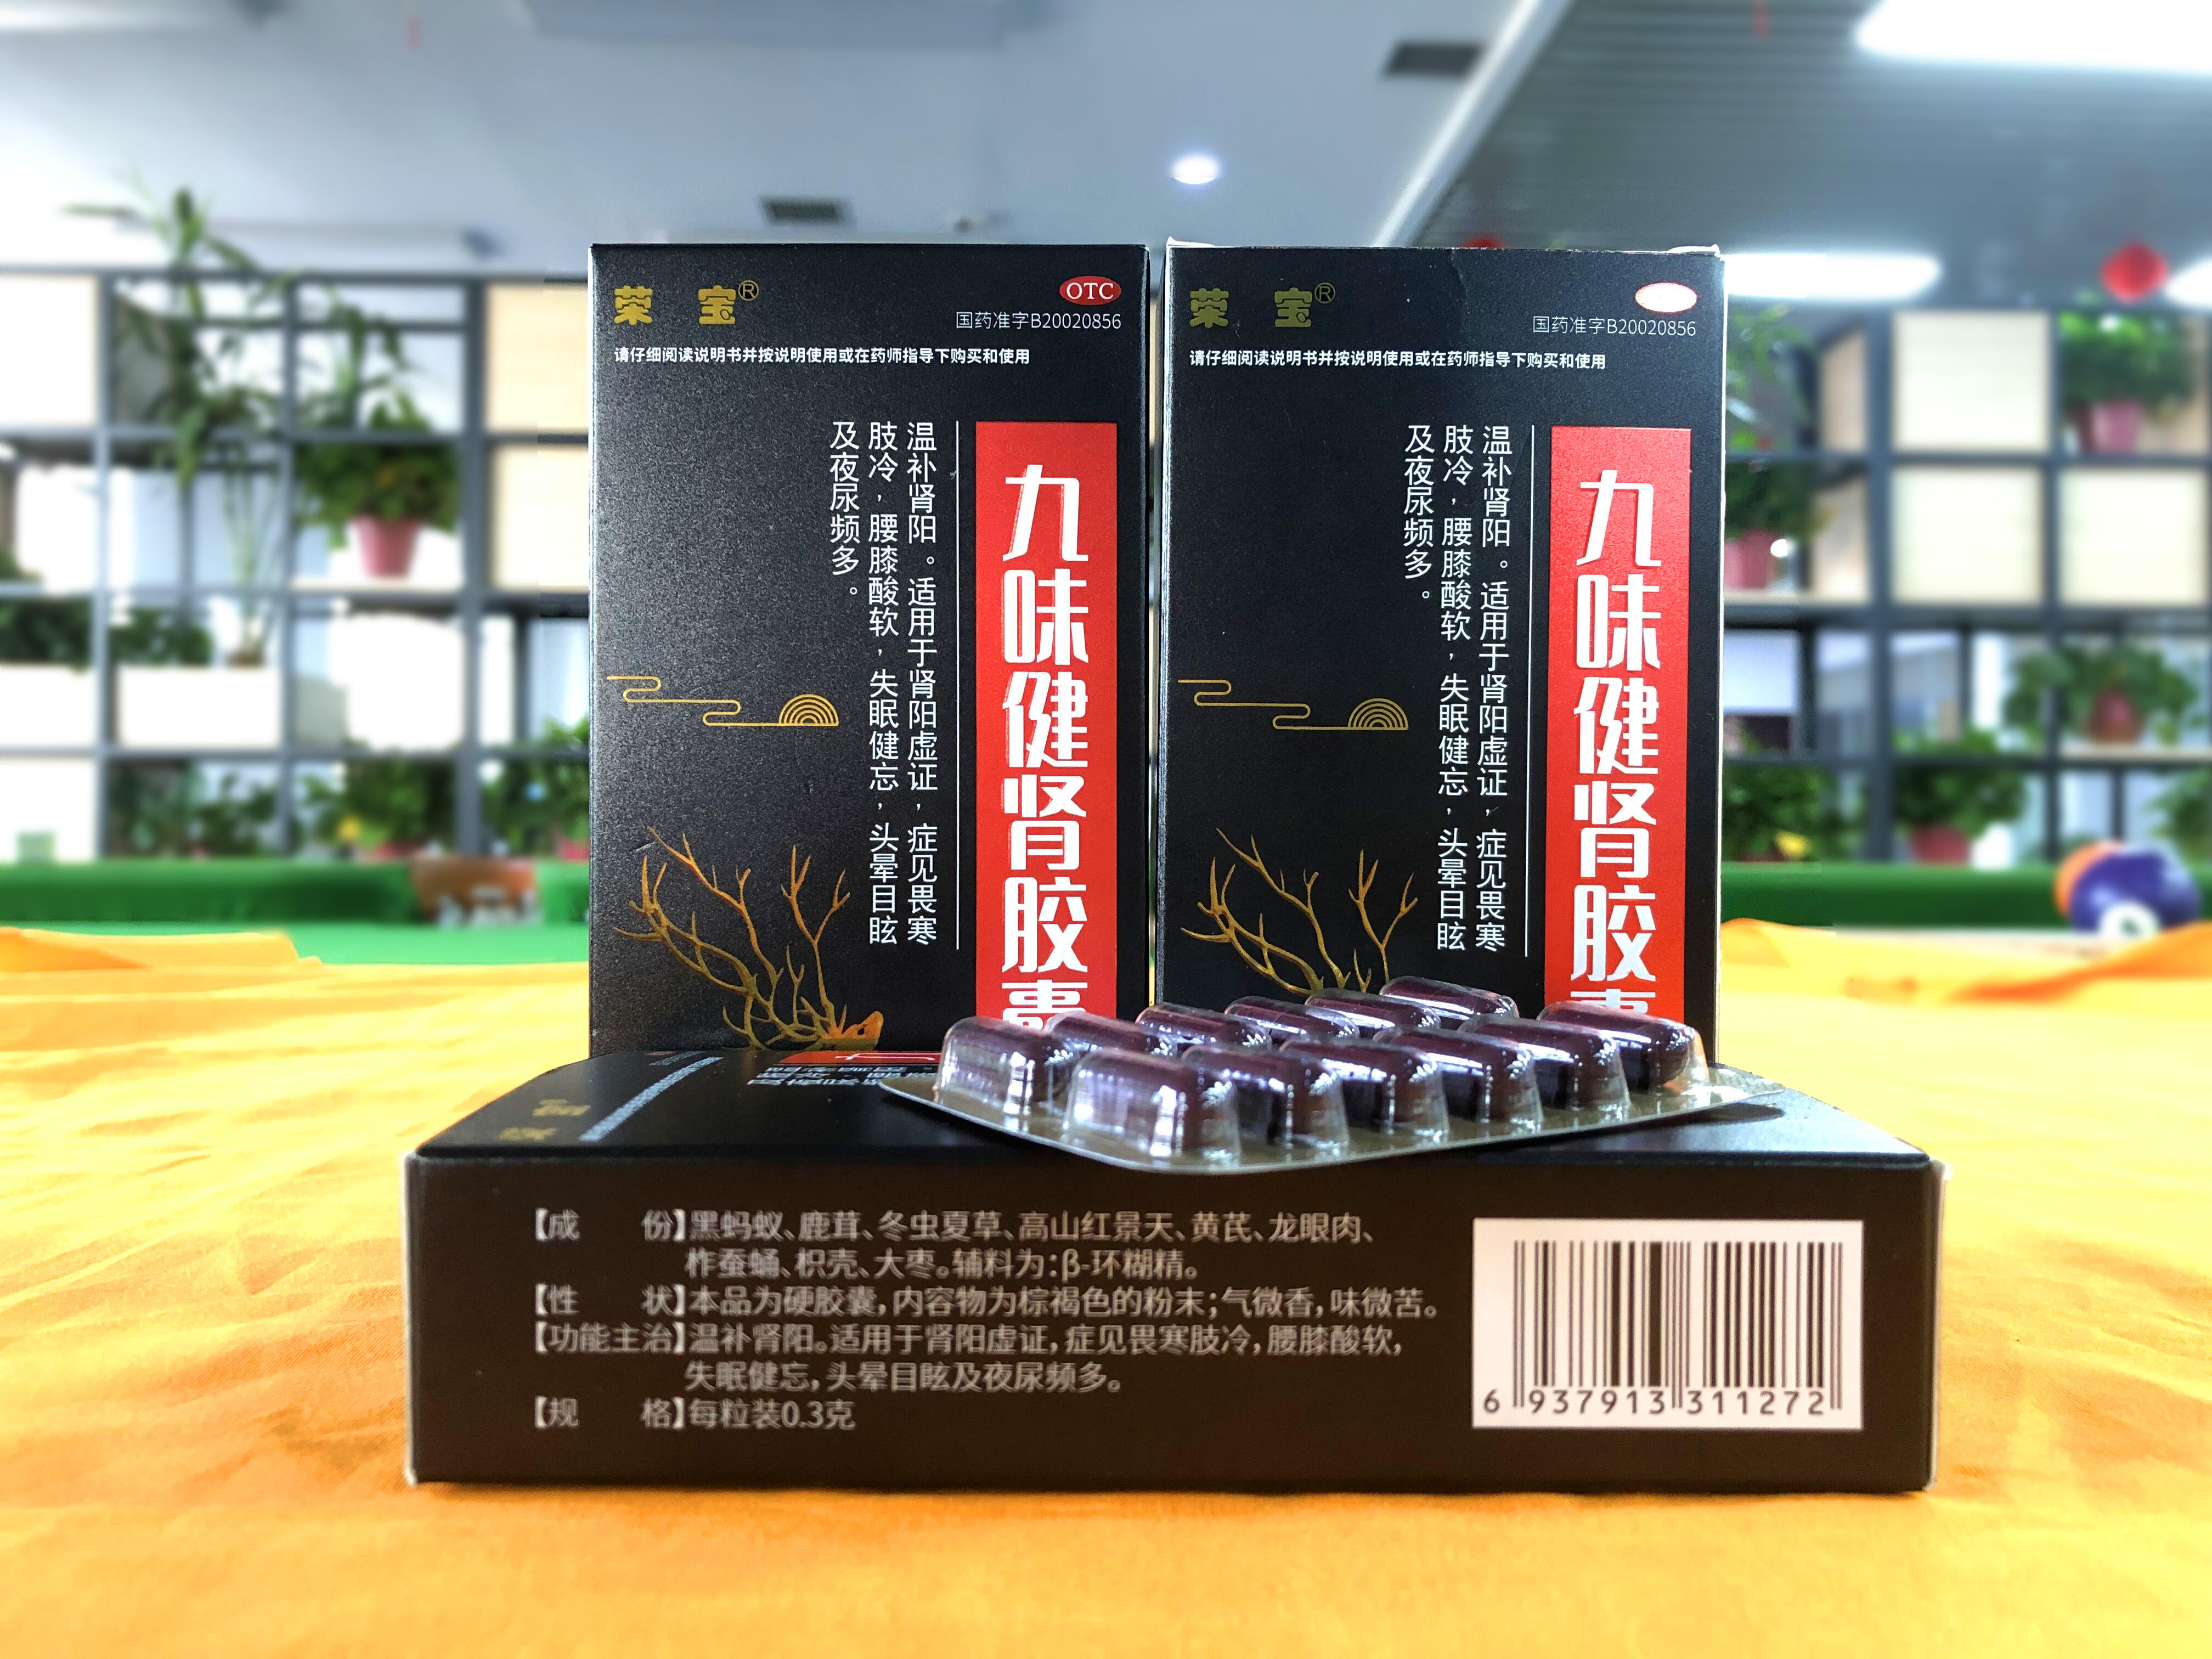 荣宝®
OTC
国药准字B20020856
请仔细阅读说明书并按说明使用或在药师指导下购买和使用
九味健肾胶囊
温补肾阳。适用于肾阳虚证，症见畏寒
肢冷，腰膝酸软，失眠健忘，头晕目眩
及夜尿频多。
荣宝®
国药准字B20020856
请仔细阅读说明书并按说明使用或在药师指导下购买和使用
九味健肾胶囊
温补肾阳。适用于肾阳虚证，症见畏寒
肢冷，腰膝酸软，失眠健忘，头晕目眩
及夜尿频多。
【成 份】黑蚂蚁、鹿茸、冬虫夏草、高山红景天、黄芪、龙眼肉、
柞蚕蛹、枳壳、大枣。辅料为：β-环糊精。
【性 状】本品为硬胶囊，内容物为棕褐色的粉末；气微香，味微苦。
【功能主治】温补肾阳。适用于肾阳虚证，症见畏寒肢冷，腰膝酸软，
失眠健忘，头晕目眩及夜尿频多。
【规 格】每粒装0.3克
6 937913 311272